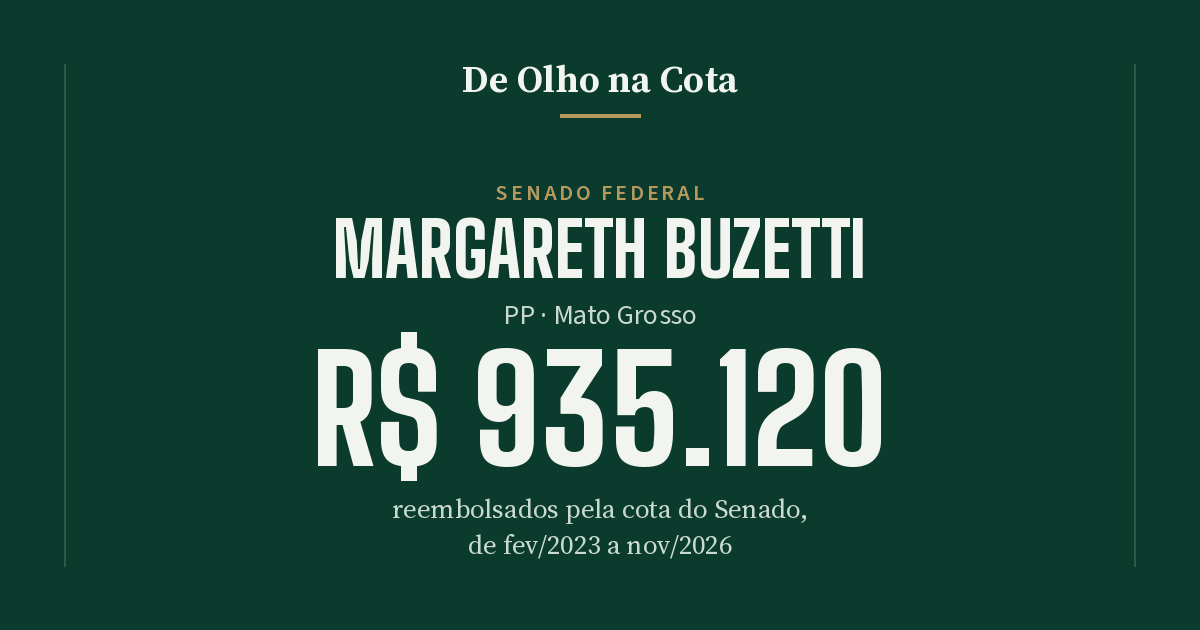 De Olho na Cota
SENADO FEDERAL
MARGARETH BUZETTI
PP · Mato Grosso
R$ 935.120
reembolsados pela cota do Senado,
de fev/2023 a nov/2026